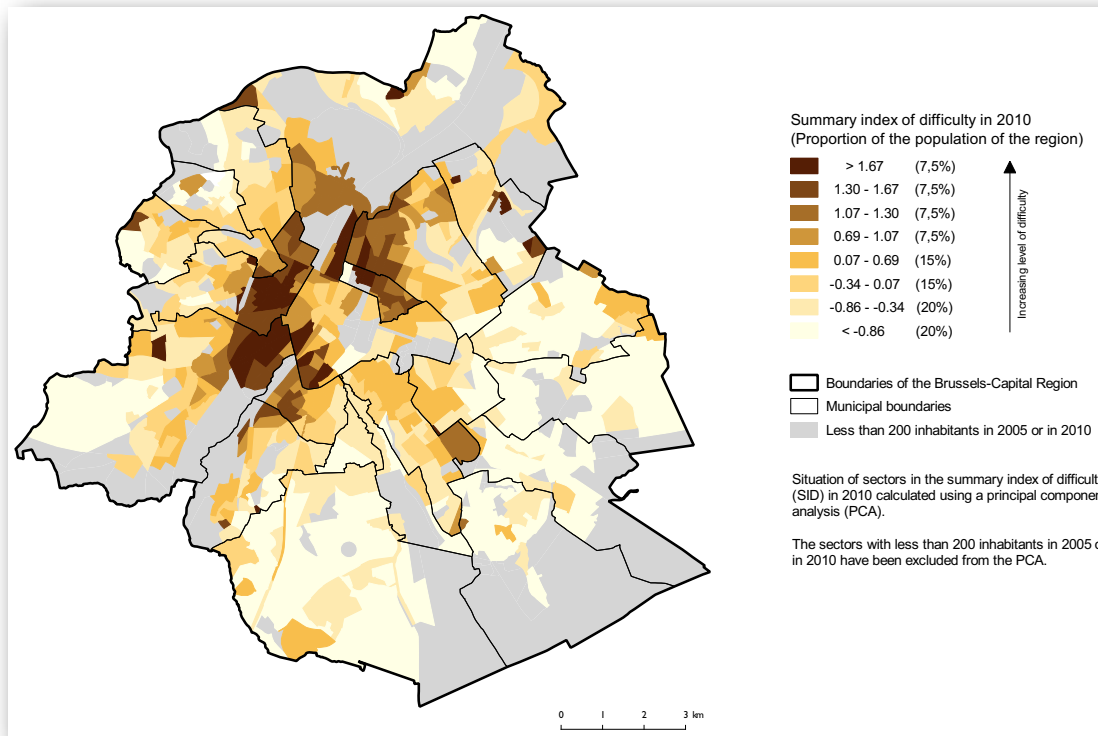 Summary index of difficulty in 2010
(Proportion of the population of the region)
> 1.67 (7,5%)
1.30 - 1.67 (7,5%)
1.07 - 1.30 (7,5%)
0.69 - 1.07 (7,5%)
0.07 - 0.69 (15%)
-0.34 - 0.07 (15%)
-0.86 - -0.34 (20%)
< -0.86 (20%)
Increasing level of difficulty
Boundaries of the Brussels-Capital Region
Municipal boundaries
Less than 200 inhabitants in 2005 or in 2010
Situation of sectors in the summary index of difficult
(SID) in 2010 calculated using a principal componen
analysis (PCA).
The sectors with less than 200 inhabitants in 2005 o
in 2010 have been excluded from the PCA.
0 1 2 3 km